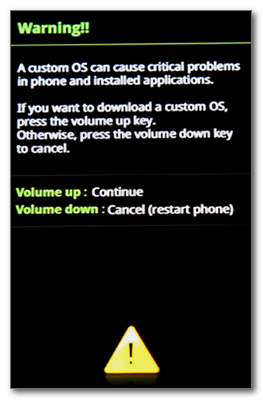 Warning!!
A custom OS can cause critical problems
in phone and installed applications.
If you want to download a custom OS,
press the volume up key.
Otherwise, press the volume down key
to cancel.
Volume up : Continue
Volume down : Cancel (restart phone)